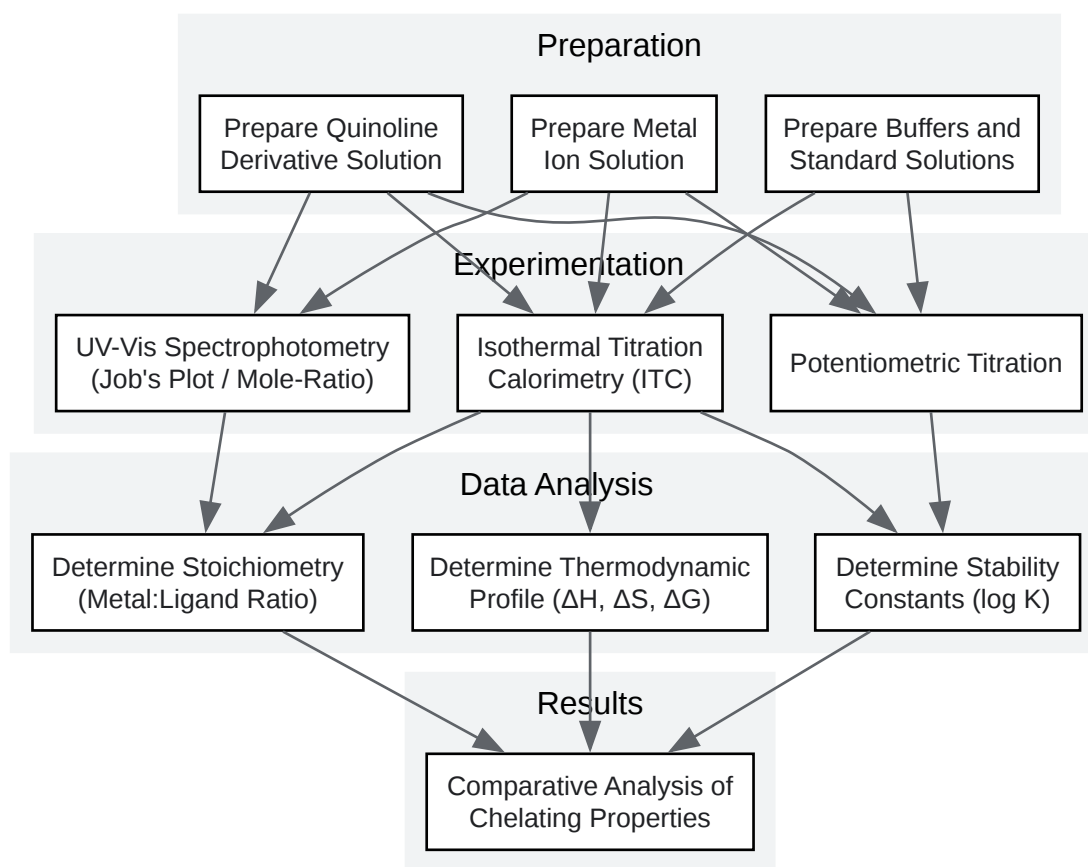 Preparation
Prepare Quinoline
Derivative Solution
Prepare Metal
Ion Solution
Prepare Buffers and
Standard Solutions
Experimentation
UV-Vis Spectrophotometry
(Job's Plot / Mole-Ratio)
Isothermal Titration
Calorimetry (ITC)
Potentiometric Titration
Data Analysis
Determine Stoichiometry
(Metal:Ligand Ratio)
Determine Thermodynamic
Profile (ΔH, ΔS, ΔG)
Determine Stability
Constants (log K)
Results
Comparative Analysis of
Chelating Properties